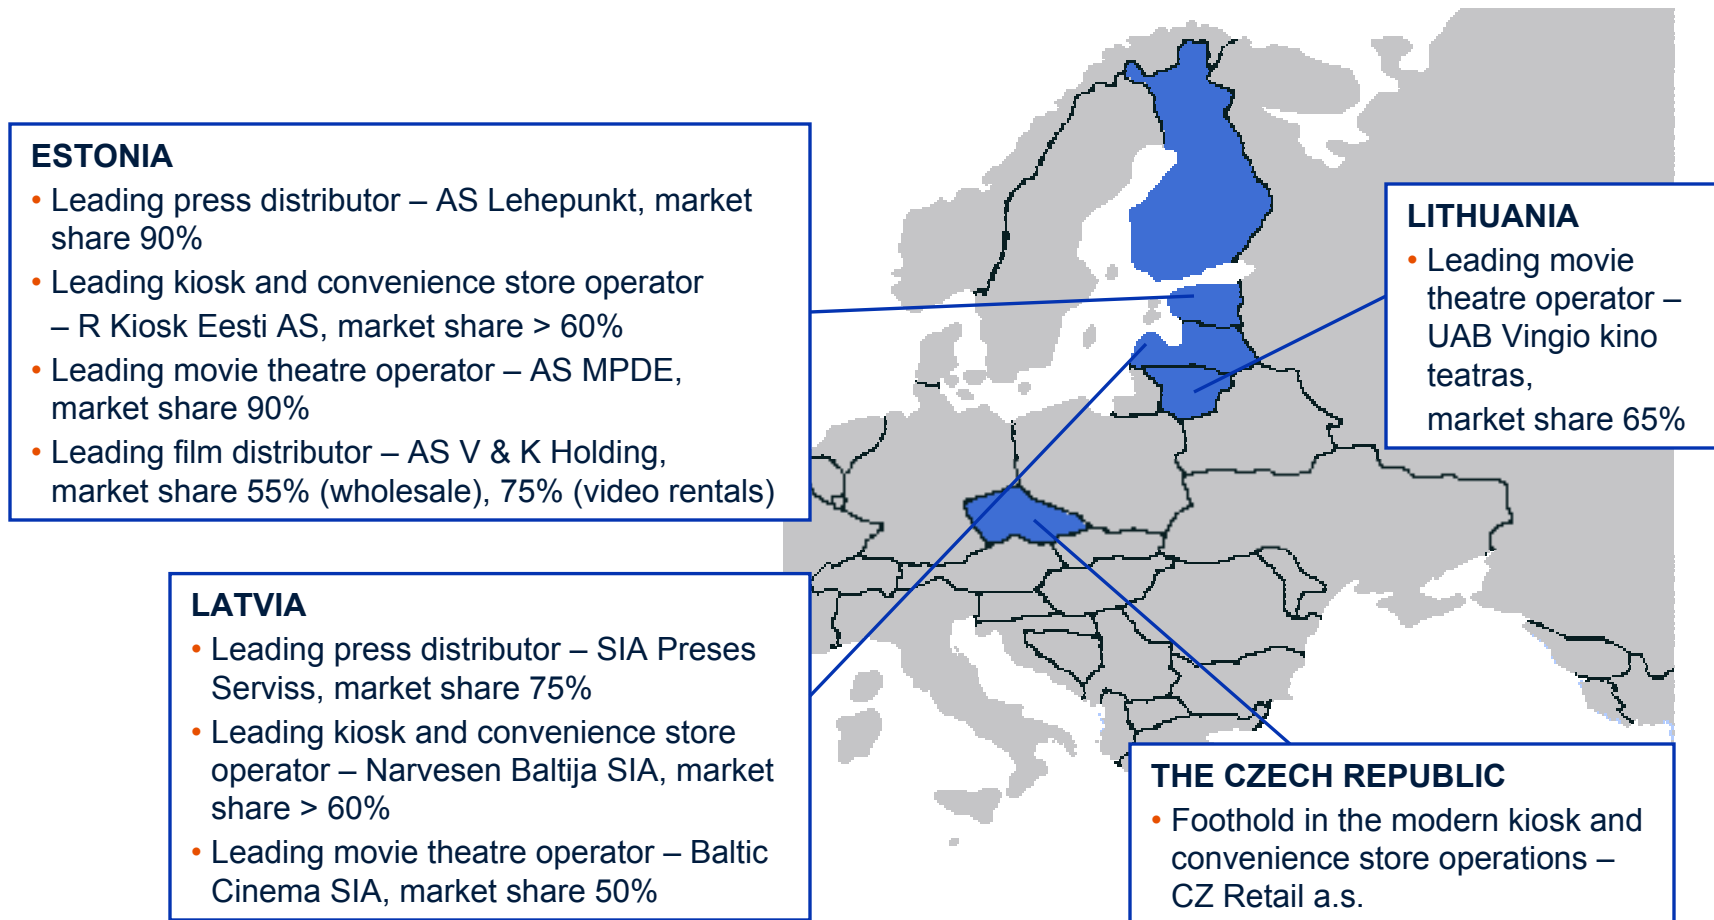 ESTONIA
• Leading press distributor – AS Lehepunkt, market
share 90%
• Leading kiosk and convenience store operator
– R Kiosk Eesti AS, market share > 60%
• Leading movie theatre operator – AS MPDE,
market share 90%
• Leading film distributor – AS V & K Holding,
market share 55% (wholesale), 75% (video rentals)
LITHUANIA
• Leading movie
theatre operator –
UAB Vingio kino
teatras,
market share 65%
LATVIA
• Leading press distributor – SIA Preses
Serviss, market share 75%
• Leading kiosk and convenience store
operator – Narvesen Baltija SIA, market
share > 60%
• Leading movie theatre operator – Baltic
Cinema SIA, market share 50%
THE CZECH REPUBLIC
• Foothold in the modern kiosk and
convenience store operations –
CZ Retail a.s.